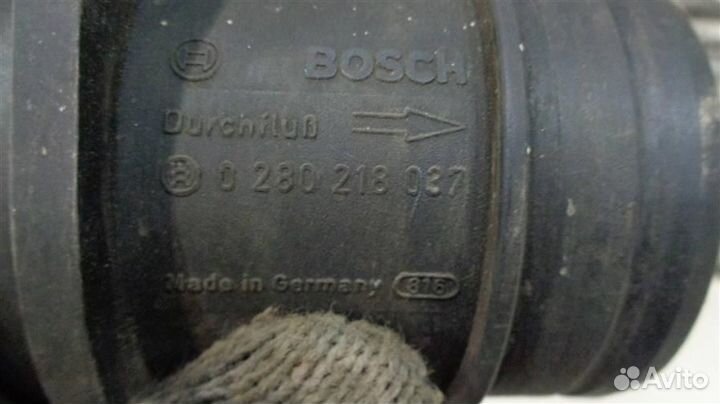 BOSCH
Durchfluß
0 280 218 037
Made in Germany 816
Avito